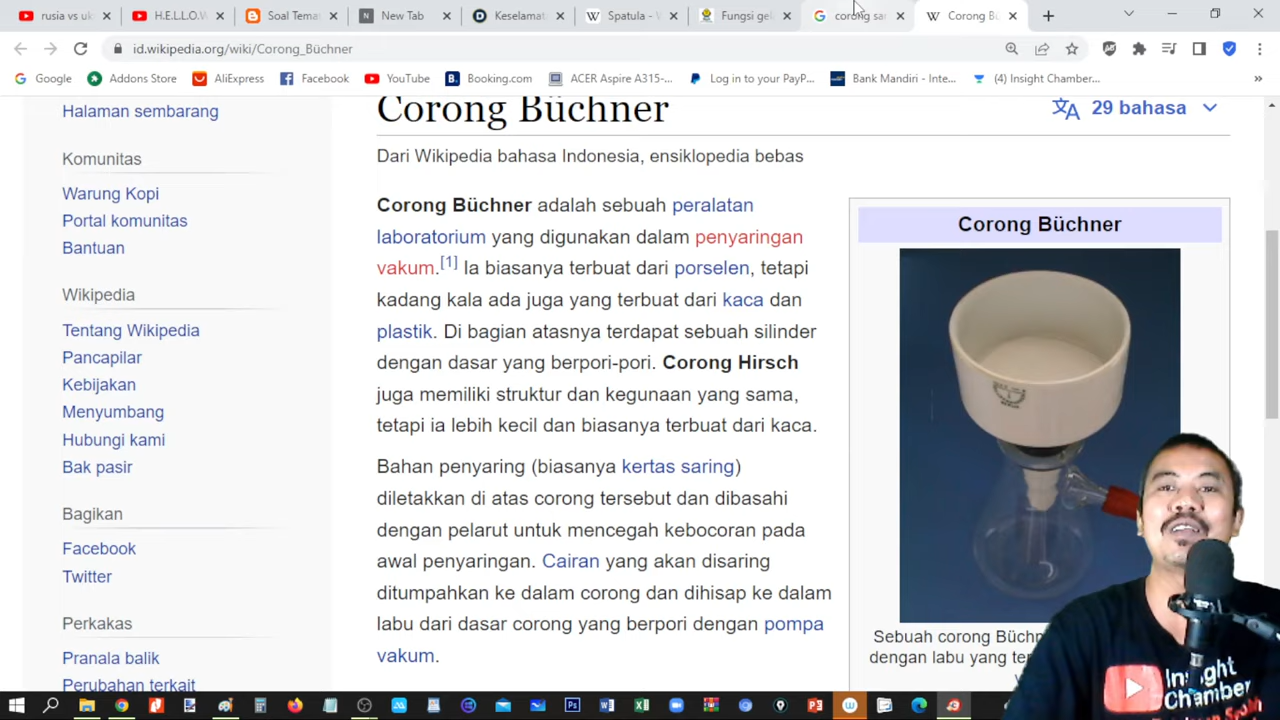 rusia vs uk
H.E.L.L.O.
Soal Temat
New Tab
Keselamat
Spatula - W
Fungsi gel
corong sar
Corong Bü
id.wikipedia.org/wiki/Corong_Büchner
Google
Addons Store
AliExpress
Facebook
YouTube
Booking.com
ACER Aspire A315-...
Log in to your PayP...
Bank Mandiri - Inte...
(4) Insight Chamber...
»
Halaman sembarang
Komunitas
Warung Kopi
Portal komunitas
Bantuan
Wikipedia
Tentang Wikipedia
Pancapilar
Kebijakan
Menyumbang
Hubungi kami
Bak pasir
Bagikan
Facebook
Twitter
Perkakas
Pranala balik
Perubahan terkait
Corong Büchner
29 bahasa
Dari Wikipedia bahasa Indonesia, ensiklopedia bebas
Corong Büchner adalah sebuah peralatan
laboratorium yang digunakan dalam penyaringan
vakum.[1] Ia biasanya terbuat dari porselen, tetapi
kadang kala ada juga yang terbuat dari kaca dan
plastik. Di bagian atasnya terdapat sebuah silinder
dengan dasar yang berpori-pori. Corong Hirsch
juga memiliki struktur dan kegunaan yang sama,
tetapi ia lebih kecil dan biasanya terbuat dari kaca.
Bahan penyaring (biasanya kertas saring)
diletakkan di atas corong tersebut dan dibasahi
dengan pelarut untuk mencegah kebocoran pada
awal penyaringan. Cairan yang akan disaring
ditumpahkan ke dalam corong dan dihisap ke dalam
labu dari dasar corong yang berpori dengan pompa
vakum.
Corong Büchner
Sebuah corong Büchn
dengan labu yang ter
Insight
Chamber